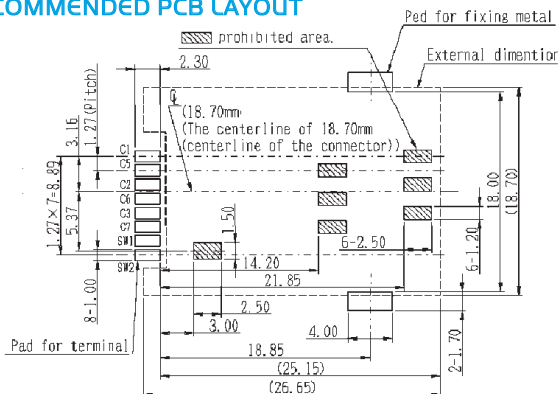 COMMENDED PCB LAYOUT
Ped for fixing metal
prohibited area.
External dimention
2.30
1.27(Pitch)
3.16
(18.70mm
(The centerline of 18.70mm
(centerline of the connector))
C1
C5
C2
C6
C3
C7
SW1
SW2
1.27×7=8.89
5.37
18.00
(18.70)
1.50
6-2.50
6-1.20
14.20
21.85
8-1.00
2.50
3.00
4.00
2-1.70
Pad for terminal
18.85
(25.15)
(26.65)